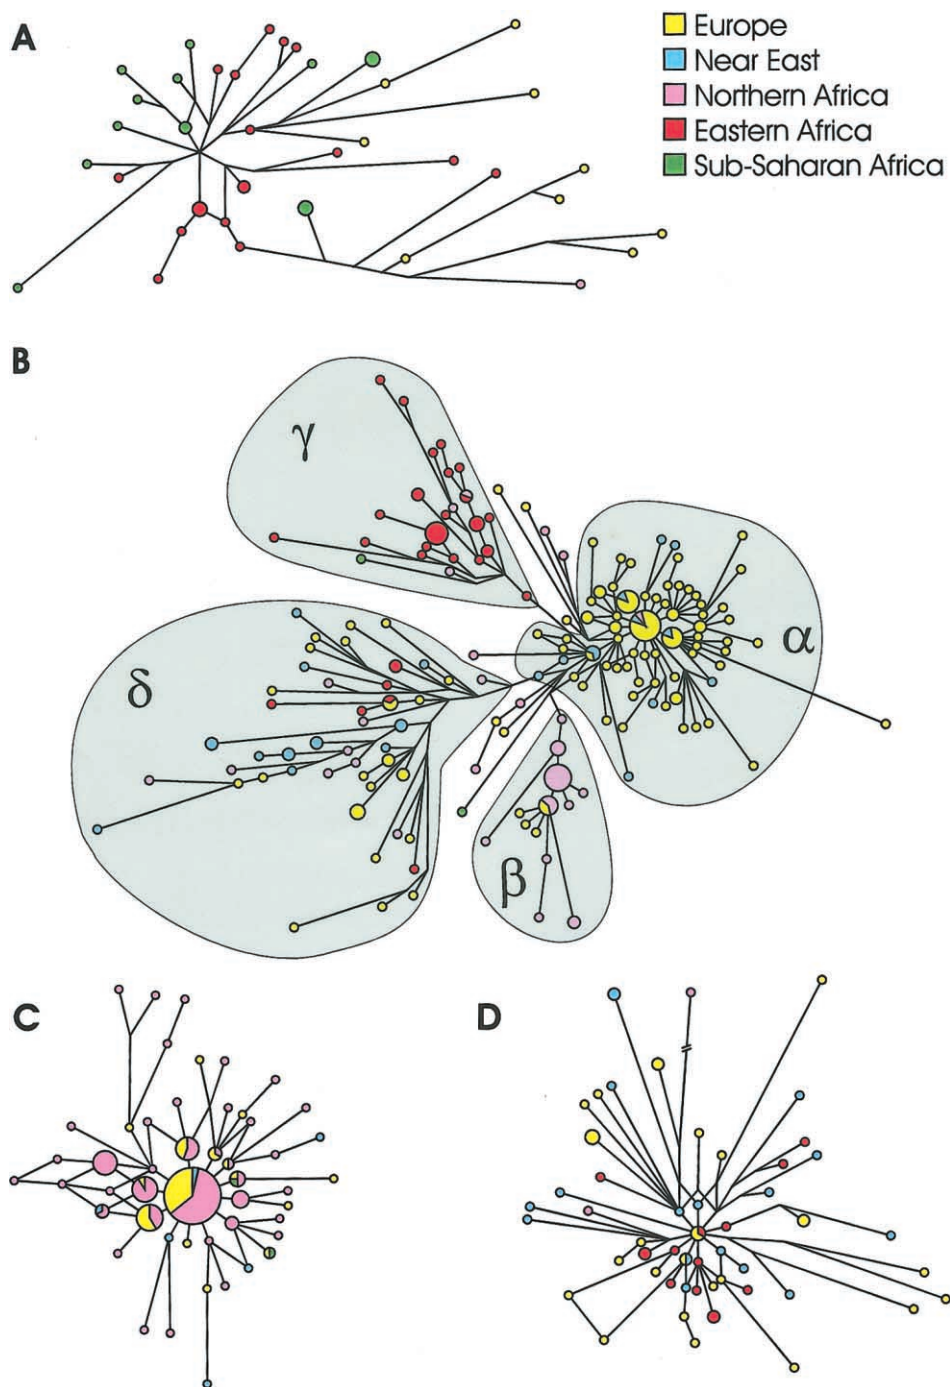 A
Europe
Near East
Northern Africa
Eastern Africa
Sub-Saharan Africa
B
γ
α
δ
β
C
D